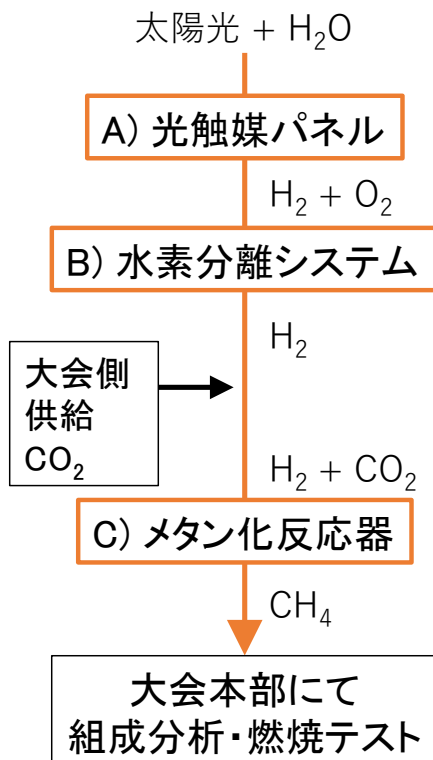 太陽光 + H₂O
A) 光触媒パネル
H₂ + O₂
B) 水素分離システム
H₂
大会側
供給
CO₂
H₂ + CO₂
C) メタン化反応器
CH₄
大会本部にて
組成分析・燃焼テスト